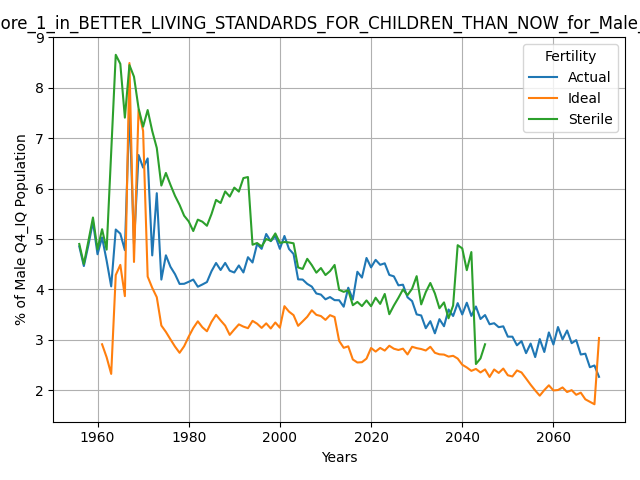 ore_1_in_BETTER_LIVING_STANDARDS_FOR_CHILDREN_THAN_NOW_for_Male_
Fertility
Actual
Ideal
Sterile
% of Male Q4_IQ Population
9
8
7
6
5
4
3
2
1960
1980
2000
2020
2040
2060
Years